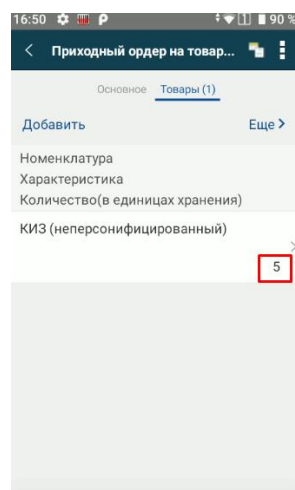 16:50 90 %
Приходный ордер на товар...
Основное Товары (1)
Добавить Еще
Номенклатура
Характеристика
Количество(в единицах хранения)
КИЗ (неперсонифицированный)
5